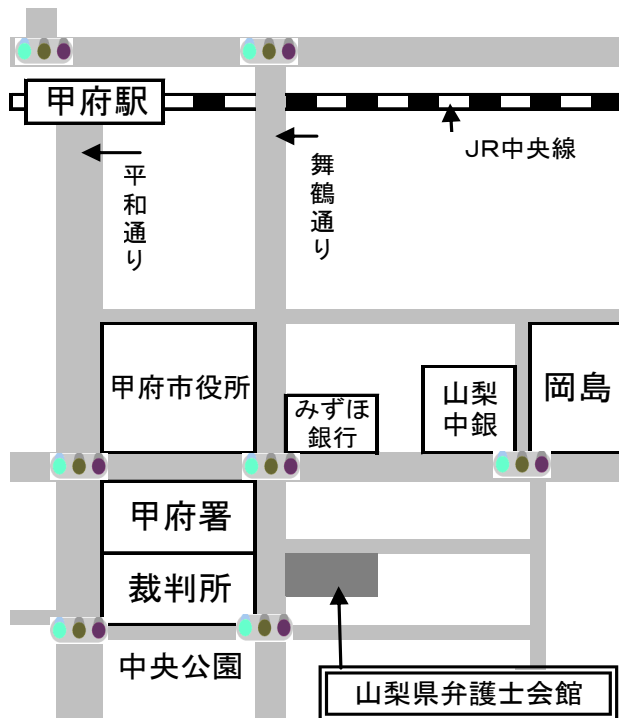 甲府駅
JR中央線
平和通り
舞鶴通り
甲府市役所
みずほ
銀行
山梨
中銀
岡島
甲府署
裁判所
中央公園
山梨県弁護士会館